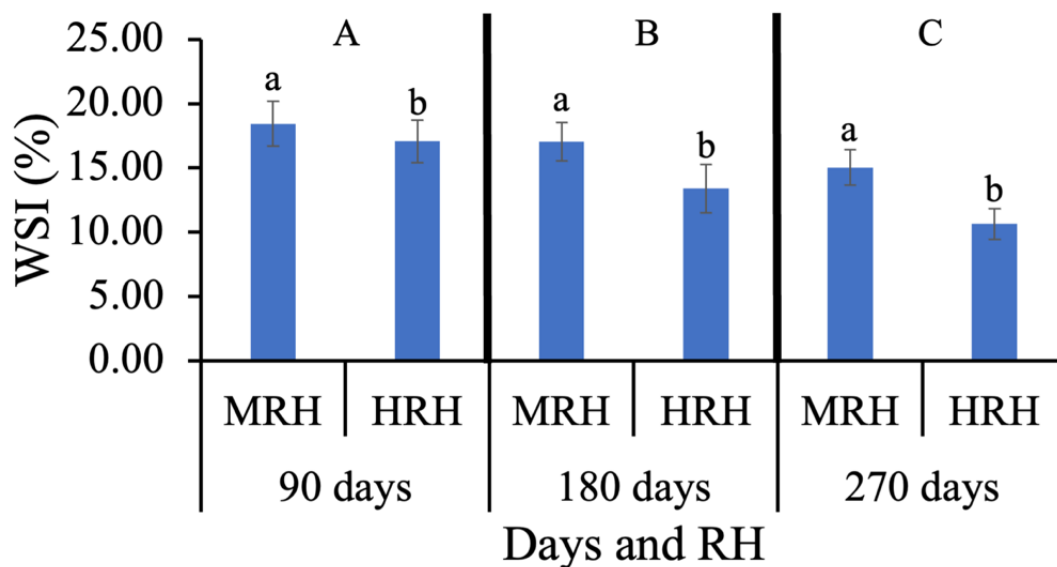 A B C
25.00
20.00
15.00
10.00
5.00
0.00
WSI (%)
a b a b a b
MRH HRH MRH HRH MRH HRH
90 days 180 days 270 days
Days and RH